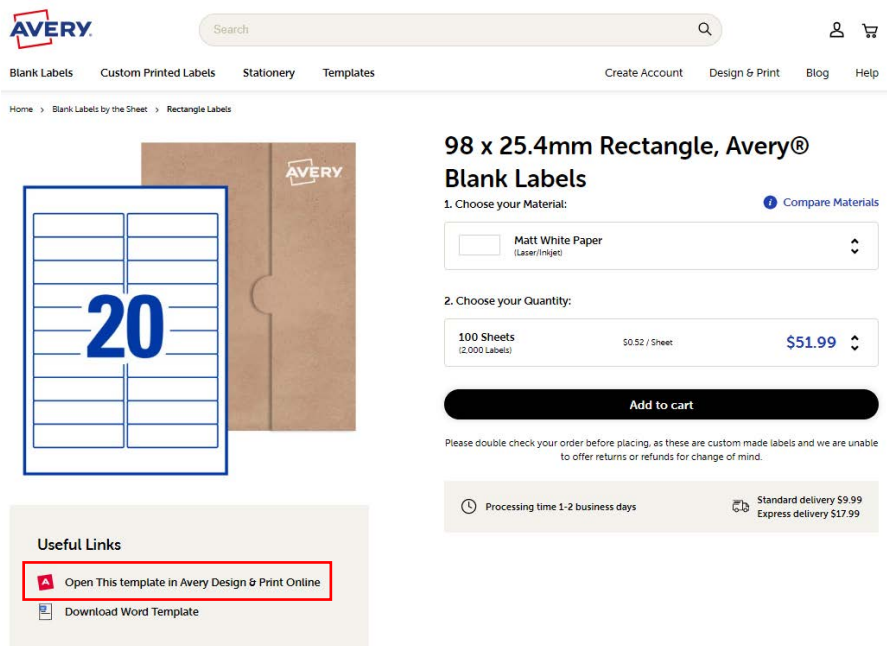 AVERY
Search
Blank Labels Custom Printed Labels Stationery Templates Create Account Design & Print Blog Help
Home > Blank Labels by the Sheet > Rectangle Labels
AVERY
20
98 x 25.4mm Rectangle, Avery®
Blank Labels
1. Choose your Material:
i Compare Materials
Matt White Paper
(Laser/Inkjet)
2. Choose your Quantity:
100 Sheets
(2,000 Labels)
$0.52 / Sheet
$51.99
Add to cart
Please double check your order before placing, as these are custom made labels and we are unable
to offer returns or refunds for change of mind.
Processing time 1-2 business days
Standard delivery $9.99
Express delivery $17.99
Useful Links
Open This template in Avery Design & Print Online
Download Word Template